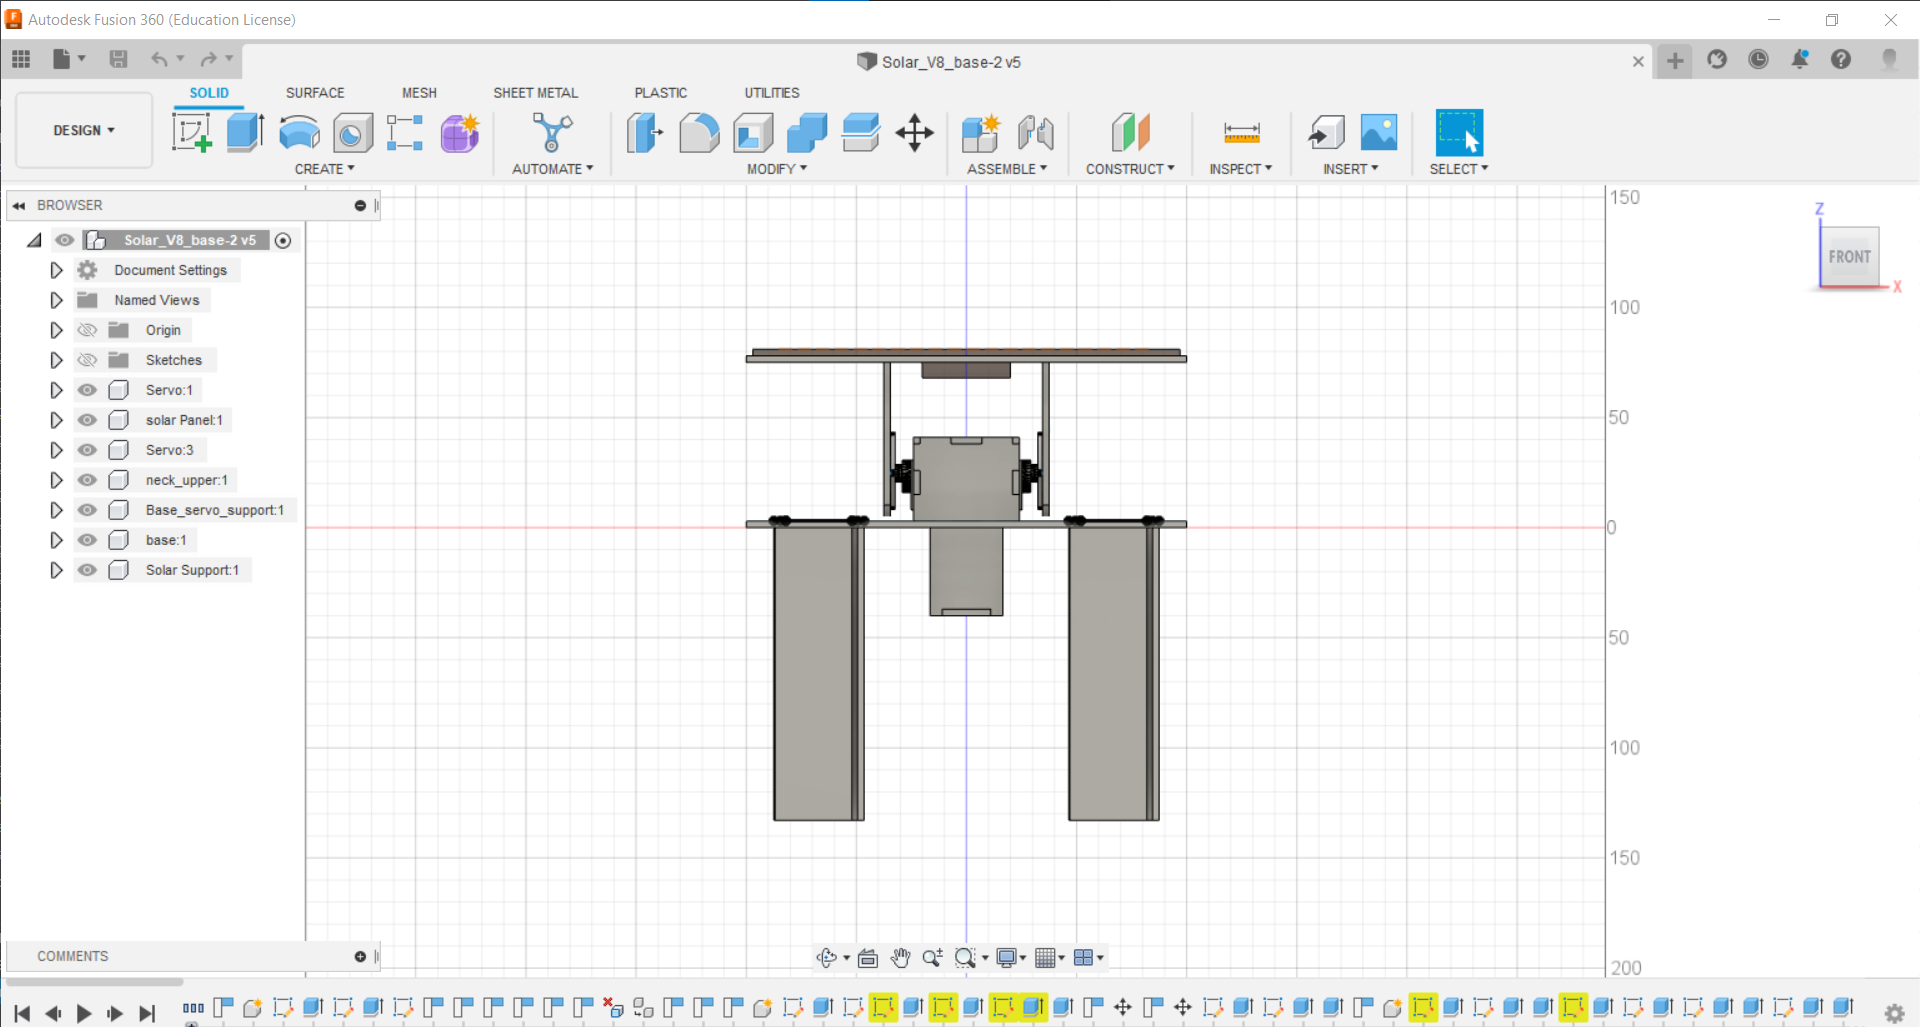 Autodesk Fusion 360 (Education License)
Solar_V8_base-2 v5
SOLID SURFACE MESH SHEET METAL PLASTIC UTILITIES
DESIGN
CREATE AUTOMATE MODIFY ASSEMBLE CONSTRUCT INSPECT INSERT SELECT
BROWSER
Solar_V8_base-2 v5
Document Settings
Named Views
Origin
Sketches
Servo:1
solar Panel:1
Servo:3
neck_upper:1
Base_servo_support:1
base:1
Solar Support:1
150
100
50
0
50
100
150
200
Z
FRONT
X
COMMENTS